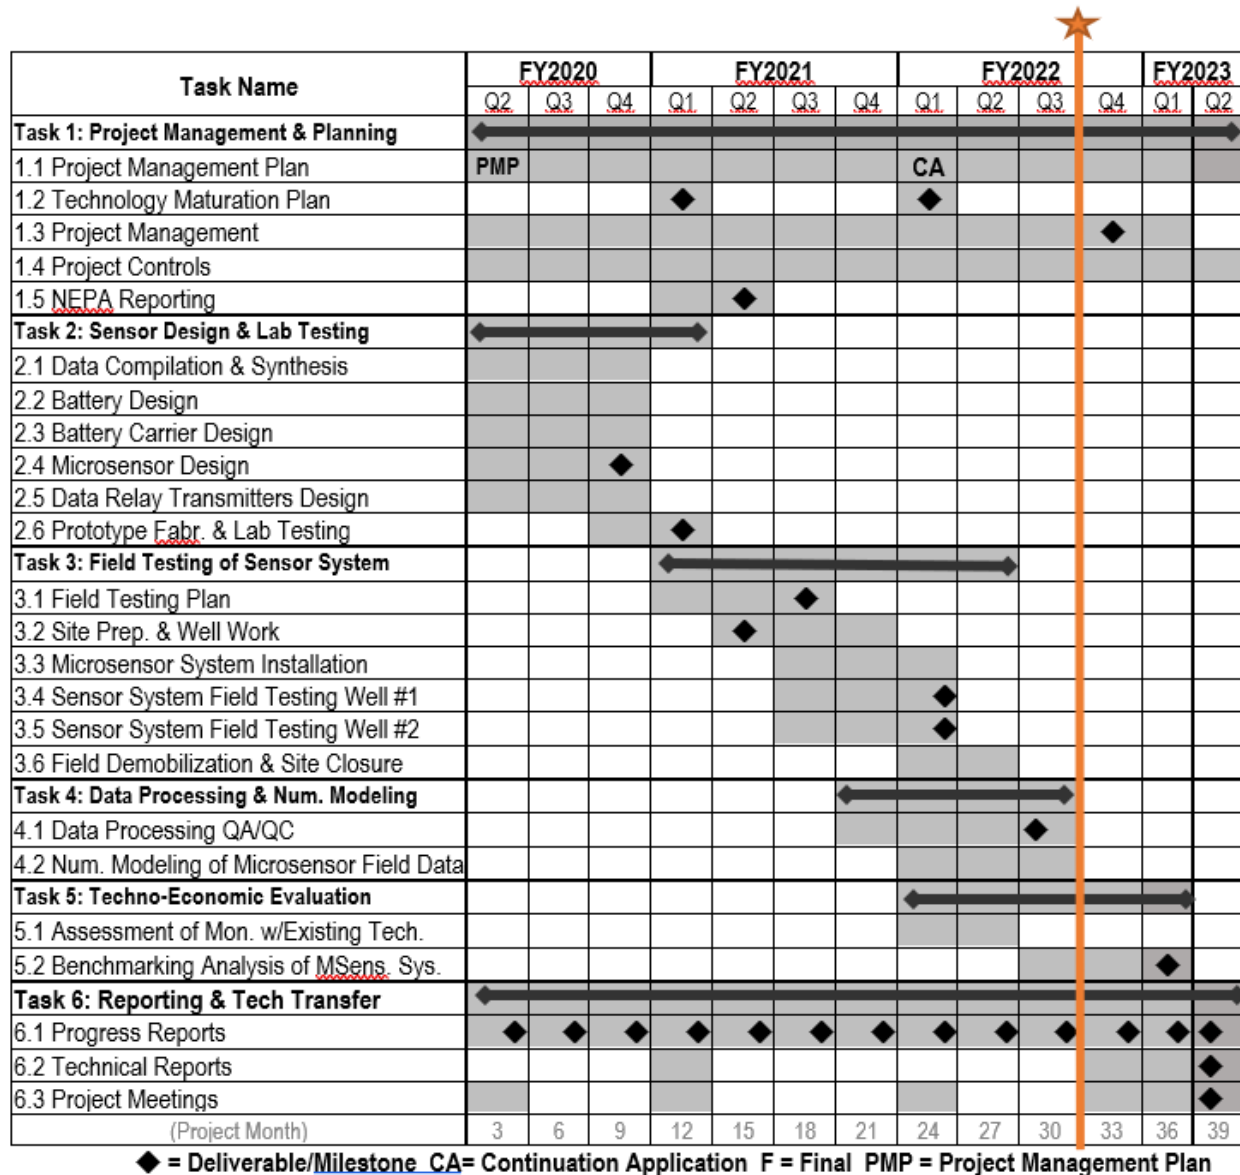 Task Name FY2020 FY2021 FY2022 FY2023
Q2 Q3 Q4 Q1 Q2 Q3 Q4 Q1 Q2 Q3 Q4 Q1 Q2
Task 1: Project Management & Planning
1.1 Project Management Plan PMP CA
1.2 Technology Maturation Plan
1.3 Project Management
1.4 Project Controls
1.5 NEPA Reporting
Task 2: Sensor Design & Lab Testing
2.1 Data Compilation & Synthesis
2.2 Battery Design
2.3 Battery Carrier Design
2.4 Microsensor Design
2.5 Data Relay Transmitters Design
2.6 Prototype Fabr. & Lab Testing
Task 3: Field Testing of Sensor System
3.1 Field Testing Plan
3.2 Site Prep. & Well Work
3.3 Microsensor System Installation
3.4 Sensor System Field Testing Well #1
3.5 Sensor System Field Testing Well #2
3.6 Field Demobilization & Site Closure
Task 4: Data Processing & Num. Modeling
4.1 Data Processing QA/QC
4.2 Num. Modeling of Microsensor Field Data
Task 5: Techno-Economic Evaluation
5.1 Assessment of Mon. w/Existing Tech.
5.2 Benchmarking Analysis of MSens. Sys.
Task 6: Reporting & Tech Transfer
6.1 Progress Reports
6.2 Technical Reports
6.3 Project Meetings
(Project Month) 3 6 9 12 15 18 21 24 27 30 33 36 39
◆ = Deliverable/Milestone CA= Continuation Application F = Final PMP = Project Management Plan